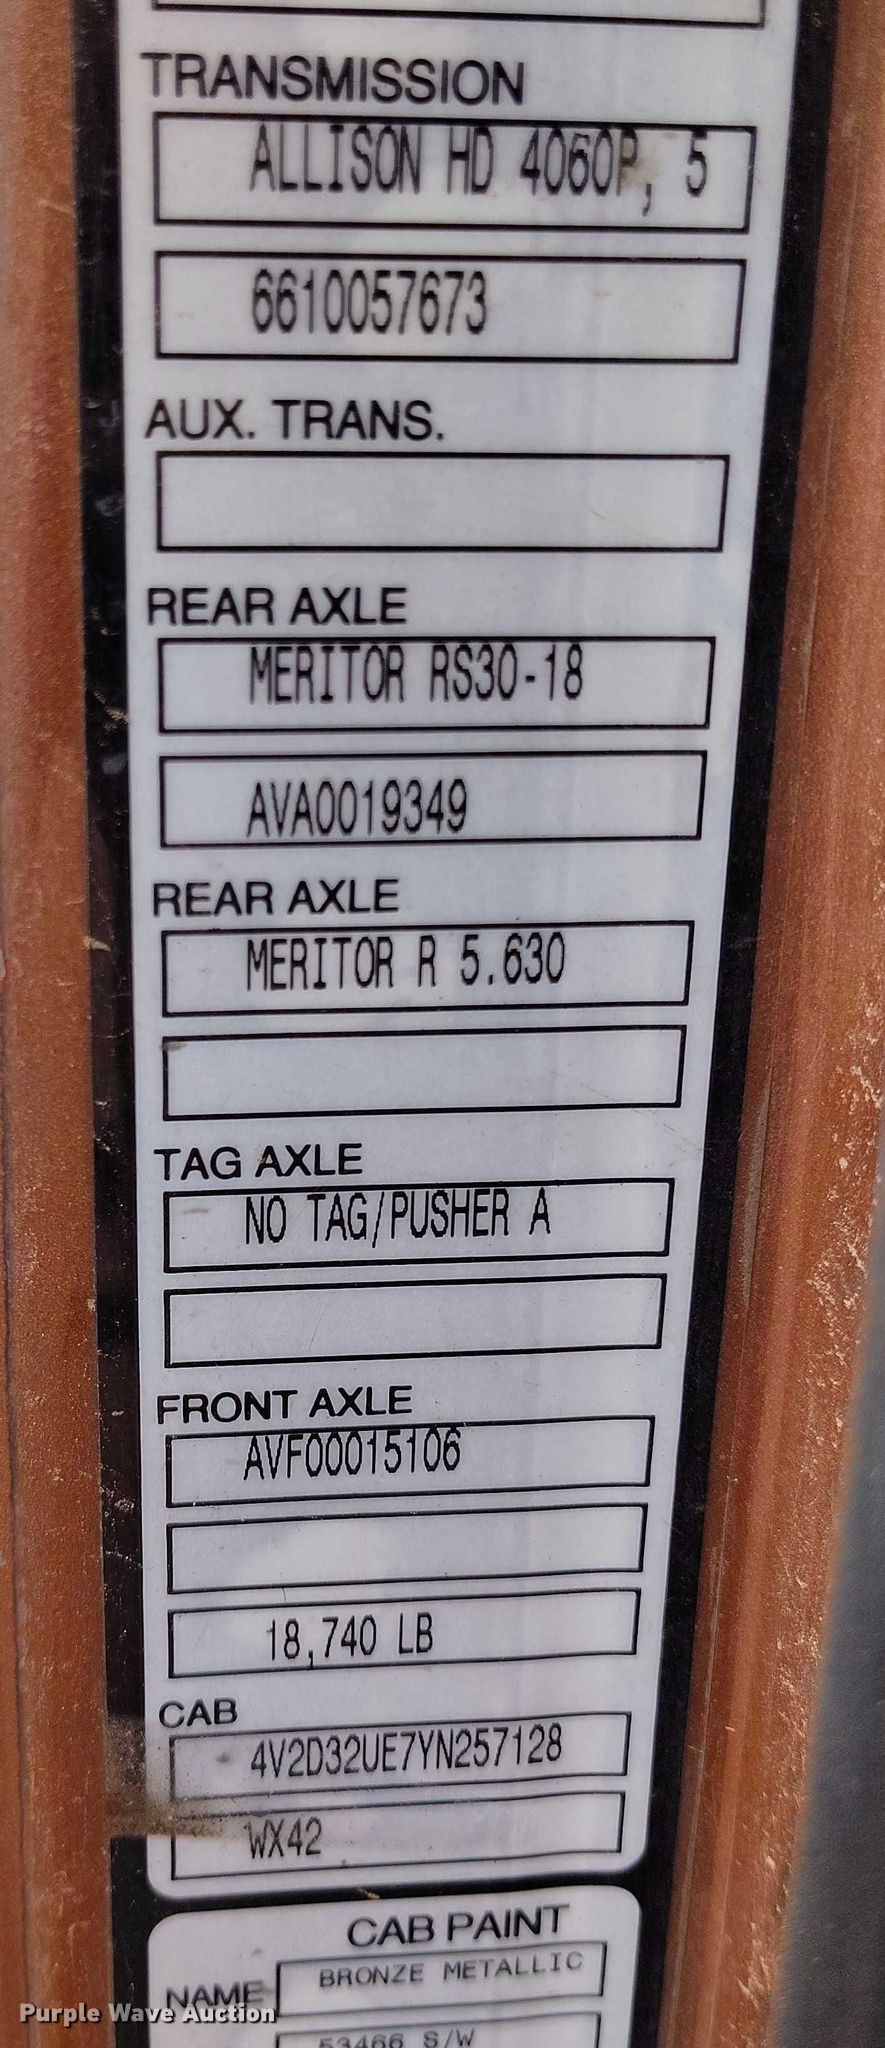 TRANSMISSION
ALLISON HD 4060P, 5
6610057673
AUX. TRANS.
REAR AXLE
MERITOR RS30-18
AVA0019349
REAR AXLE
MERITOR R 5.630
TAG AXLE
NO TAG/PUSHER A
FRONT AXLE
AVF00015106
18,740 LB
CAB
4V2D32UE7YN257128
WX42
CAB PAINT
NAME BRONZE METALLIC
53466 S/W
Purple Wave Auction